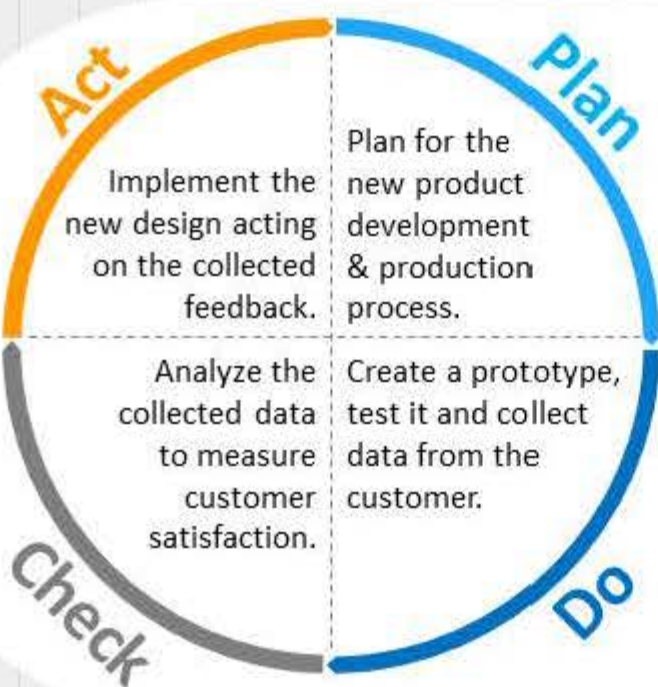 Plan
Plan for the
new product
development
& production
process.
Do
Create a prototype,
test it and collect
data from the
customer.
Check
Analyze the
collected data
to measure
customer
satisfaction.
Act
Implement the
new design acting
on the collected
feedback.